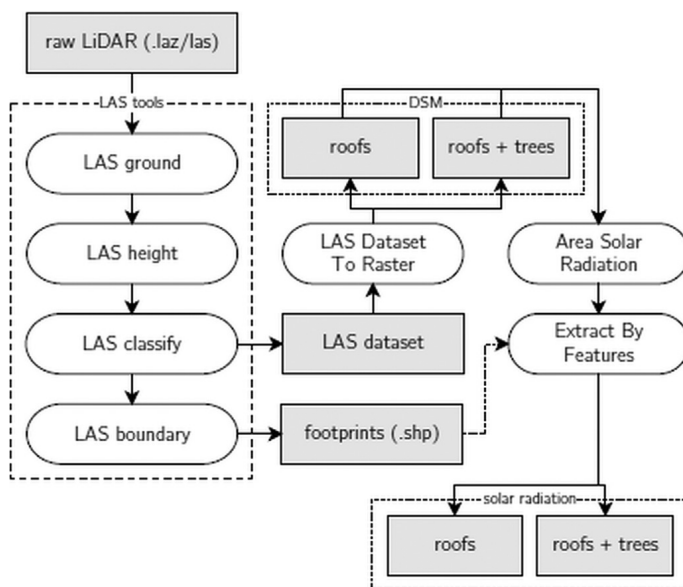 raw LiDAR (.laz/las)
LAS tools
LAS ground
LAS height
LAS classify
LAS boundary
DSM
roofs
roofs + trees
LAS Dataset
To Raster
LAS dataset
footprints (.shp)
Area Solar
Radiation
Extract By
Features
solar radiation
roofs
roofs + trees